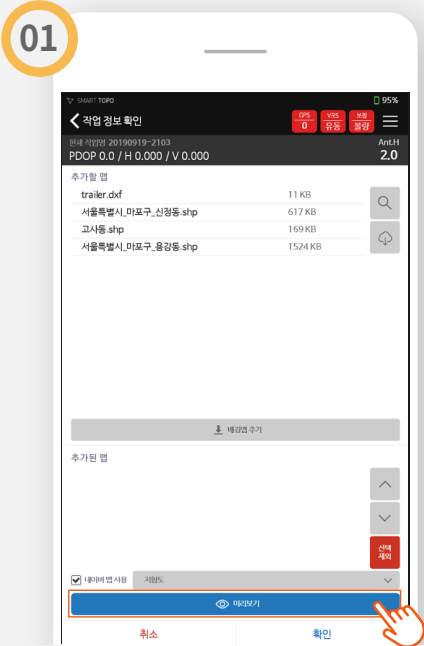 01
SMART TOPO 95%
작업 정보 확인 GPS 0 VRS 유동 보정 불량
현재 작업명 20190919-2103 Ant.H
PDOP 0.0 / H 0.000 / V 0.000 2.0
추가할 맵
trailer.dxf 11 KB
서울특별시_마포구_신정동.shp 617 KB
고사동.shp 169 KB
서울특별시_마포구_용강동.shp 1524 KB
배경맵 추가
추가된 맵
선택
제외
네이버 맵 사용 지형도
미리보기
취소 확인